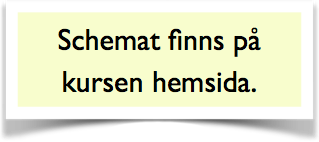 Schemat finns på
kursen hemsida.